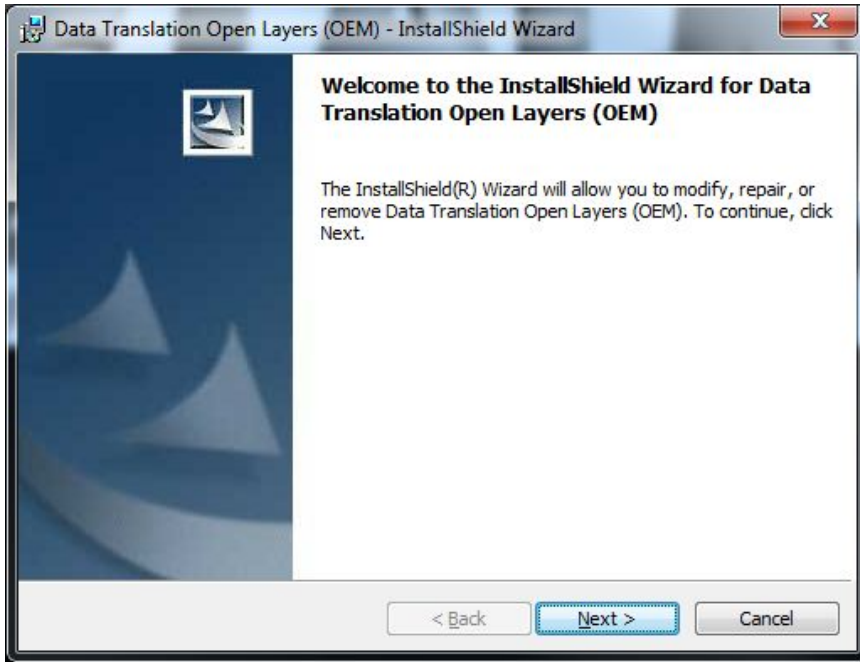 Data Translation Open Layers (OEM) - InstallShield Wizard
Welcome to the InstallShield Wizard for Data
Translation Open Layers (OEM)
The InstallShield(R) Wizard will allow you to modify, repair, or
remove Data Translation Open Layers (OEM). To continue, click
Next.
< Back
Next >
Cancel